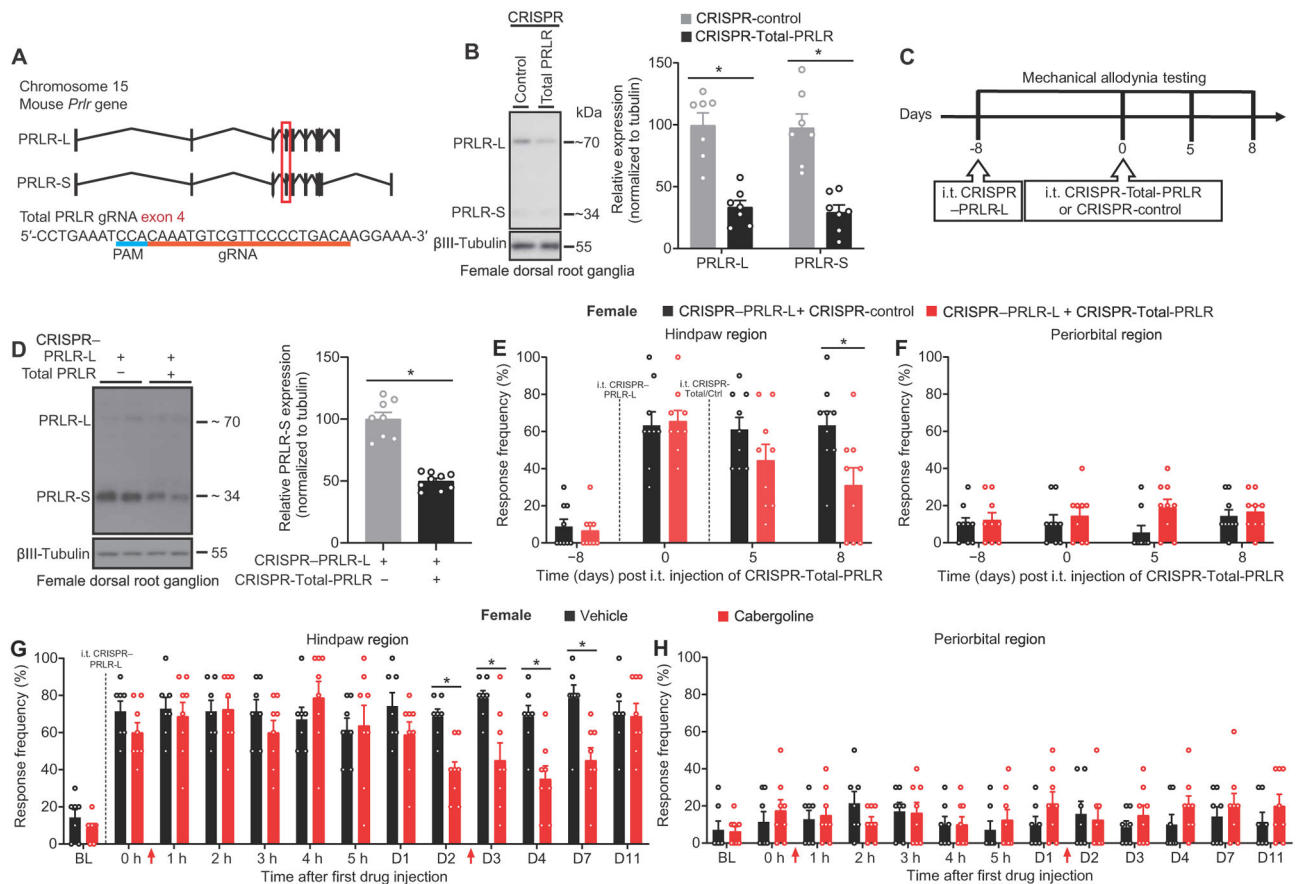 A
Chromosome 15
Mouse Prlr gene
PRLR-L
PRLR-S
Total PRLR gRNA exon 4
5′-CCTGAAATCCACAAATGTCGTTCCCCTGACAAGGAAA-3′
PAM
gRNA
B
CRISPR
Control
Total PRLR
kDa
PRLR-L
~70
PRLR-S
~34
βIII-Tubulin
55
Female dorsal root ganglia
CRISPR-control
CRISPR-Total-PRLR
Relative expression
(normalized to tubulin)
150
100
50
0
*
*
PRLR-L
PRLR-S
C
Mechanical allodynia testing
Days
-8
0
5
8
i.t. CRISPR
–PRLR-L
i.t. CRISPR-Total-PRLR
or CRISPR-control
D
CRISPR–
PRLR-L
+
+
Total PRLR
–
+
PRLR-L
~ 70
PRLR-S
~ 34
βIII-Tubulin
55
Female dorsal root ganglion
Relative PRLR-S expression
(normalized to tubulin)
150
100
50
0
*
CRISPR–PRLR-L
+
+
CRISPR-Total-PRLR
–
+
Female
CRISPR–PRLR-L+ CRISPR-control
CRISPR–PRLR-L + CRISPR-Total-PRLR
E
Hindpaw region
Response frequency (%)
100
80
60
40
20
0
i.t. CRISPR–
PRLR-L
i.t. CRISPR-
Total/Ctrl
*
−8
0
5
8
Time (days) post i.t. injection of CRISPR-Total-PRLR
F
Periorbital region
Response frequency (%)
100
80
60
40
20
0
−8
0
5
8
Time (days) post i.t. injection of CRISPR-Total-PRLR
Female
Vehicle
Cabergoline
G
Hindpaw region
i.t. CRISPR–
PRLR-L
Response frequency (%)
100
80
60
40
20
0
*
*
*
*
BL
0 h
1 h
2 h
3 h
4 h
5 h
D1
D2
D3
D4
D7
D11
Time after first drug injection
H
Periorbital region
Response frequency (%)
100
80
60
40
20
0
BL
0 h
1 h
2 h
3 h
4 h
5 h
D1
D2
D3
D4
D7
D11
Time after first drug injection